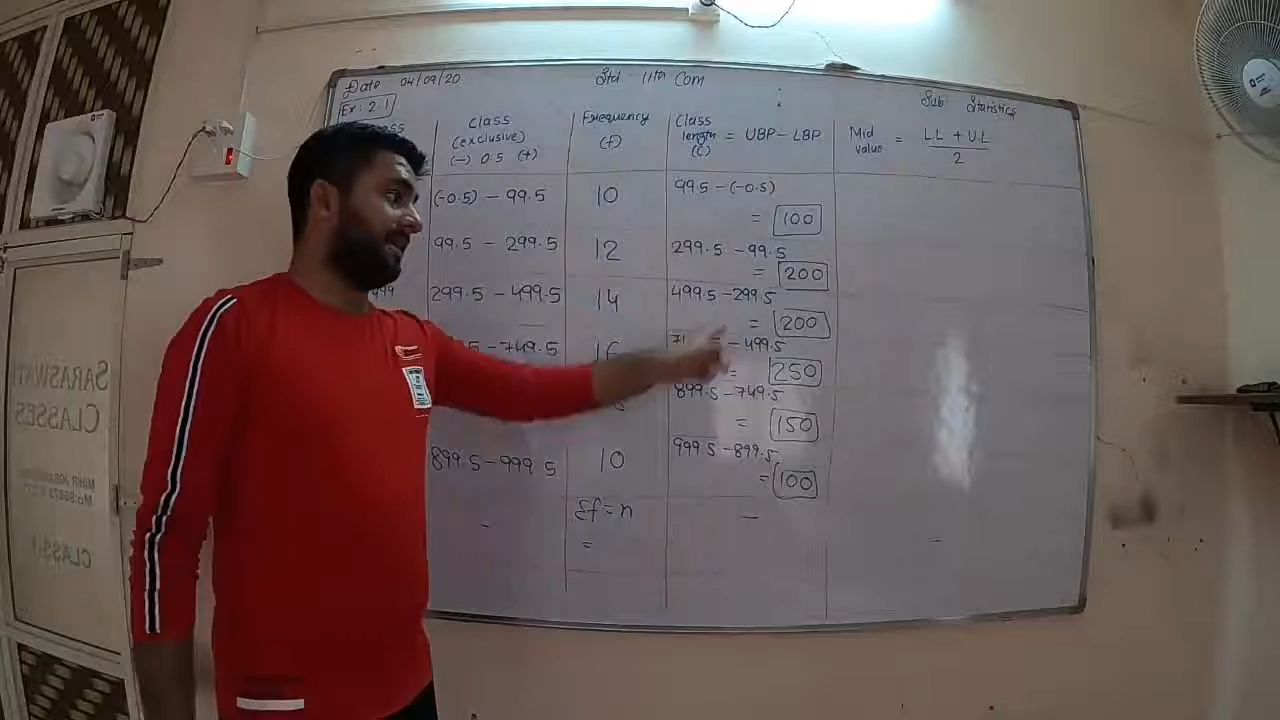 Date 04/09/20
Std 11th Com
Sub Statistics
Ex: 2.1
Class
(exclusive)
(-) 0.5 (+)
Frequency
(f)
Class
length = UBP - LBP
(C)
Mid
value = LL + UL
2
(-0.5) - 99.5
10
99.5 - (-0.5)
= 100
99.5 - 299.5
12
299.5 - 99.5
= 200
299.5 - 499.5
14
499.5 - 299.5
= 200
5 - 749.5
16
- 499.5
= 250
899.5 - 749.5
= 150
899.5 - 999.5
10
999.5 - 899.5
= 100
-
Σf = n
=
-
-
SARASWATI
CLASSES